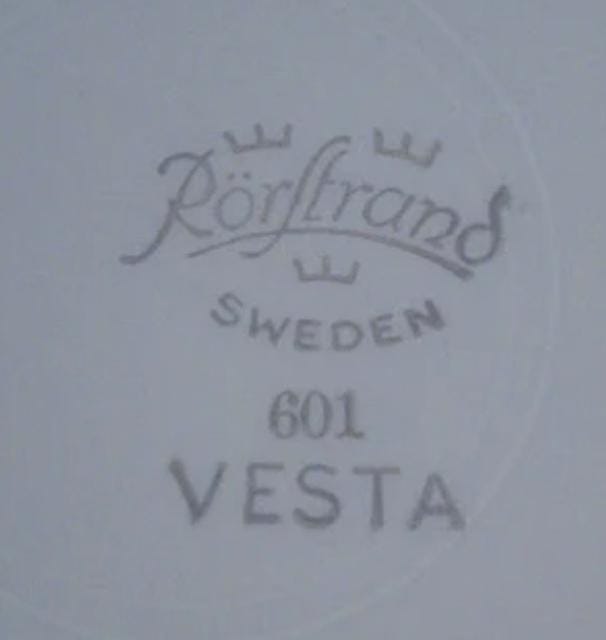 Rörstrand
SWEDEN
601
VESTA